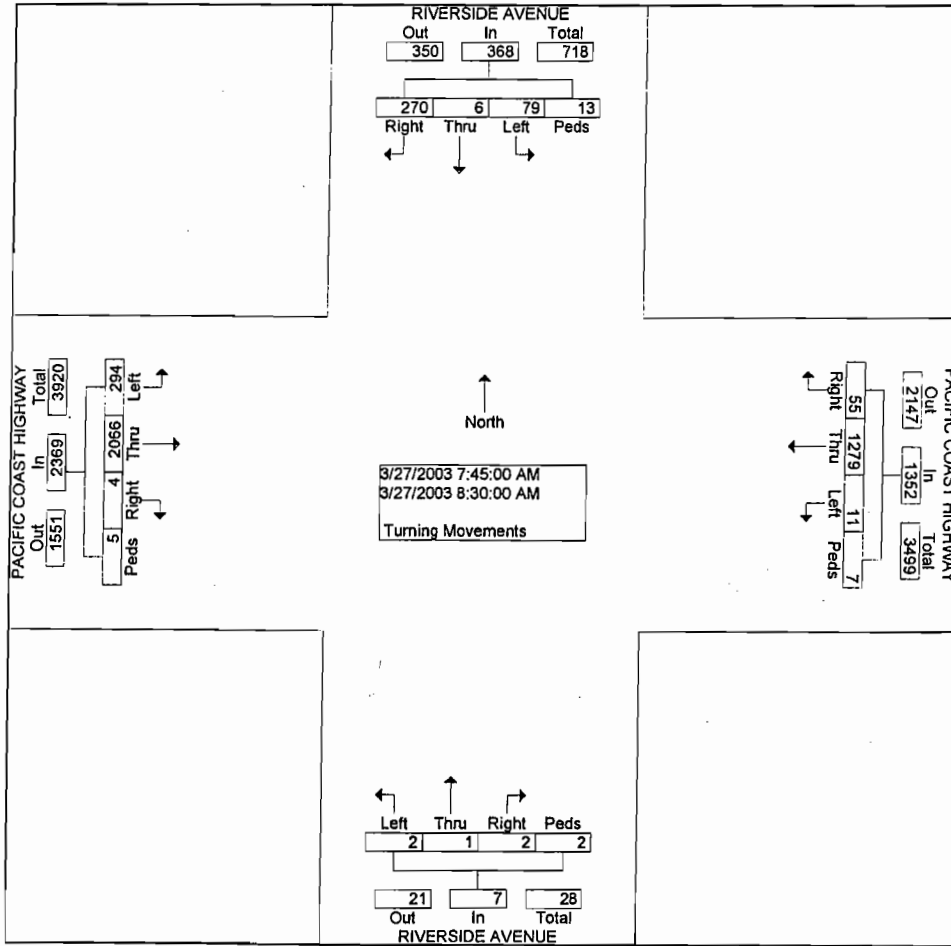 RIVERSIDE AVENUE
Out In Total
350 368 718
270 6 79 13
Right Thru Left Peds
PACIFIC COAST HIGHWAY
Total In Out
3920 2369 1551
294 2066 4 5
Left Thru Right Peds
North
3/27/2003 7:45:00 AM
3/27/2003 8:30:00 AM
Turning Movements
PACIFIC COAST HIGHWAY
Out In Total
2147 1352 3499
55 1279 11 7
Right Thru Left Peds
Left Thru Right Peds
2 1 2 2
21 7 28
Out In Total
RIVERSIDE AVENUE